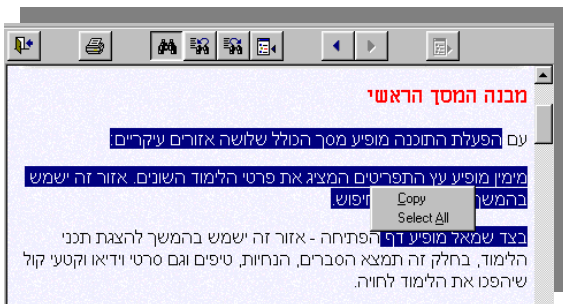 מבנה המסך הראשי
עם הפעלת התוכנה מופיע מסך הכולל שלושה אזורים עיקריים:
מימין מופיע עץ התפריטים המציג את פרטי הלימוד השונים. אזור זה ישמש
בהמשך חיפוש.
Copy
Select All
בצד שמאל מופיע דף הפתיחה - אזור זה ישמש בהמשך להצגת תכני
הלימוד, בחלק זה תמצא הסברים, הנחיות, טיפים וגם סרטי וידיאו וקטעי קול
שיהפכו את הלימוד לחויה.